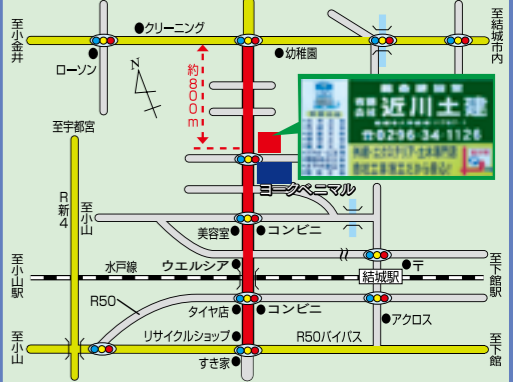 至小金井
クリーニング
ローソン
N
約800m
幼稚園
至結城市内
有限会社 近川土建
☎0296-34-1126
至宇都宮
R新4
至小山
ヨークベニマル
美容室
コンビニ
水戸線
ウエルシア
結城駅
〒
至小山駅
至下館駅
R50
タイヤ店
コンビニ
アクロス
リサイクルショップ
R50バイパス
すき家
至小山
至下館